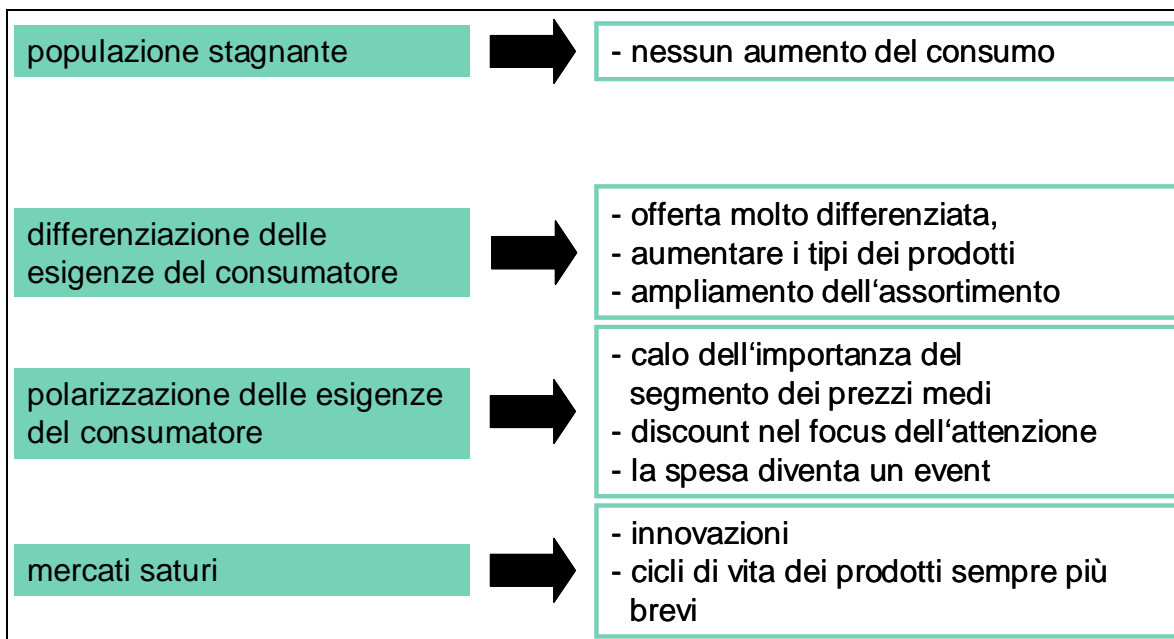 populazione stagnante
- nessun aumento del consumo
differenziazione delle
esigenze del consumatore
- offerta molto differenziata,
- aumentare i tipi dei prodotti
- ampliamento dell‘assortimento
polarizzazione delle esigenze
del consumatore
- calo dell‘importanza del
segmento dei prezzi medi
- discount nel focus dell‘attenzione
- la spesa diventa un event
mercati saturi
- innovazioni
- cicli di vita dei prodotti sempre più
brevi